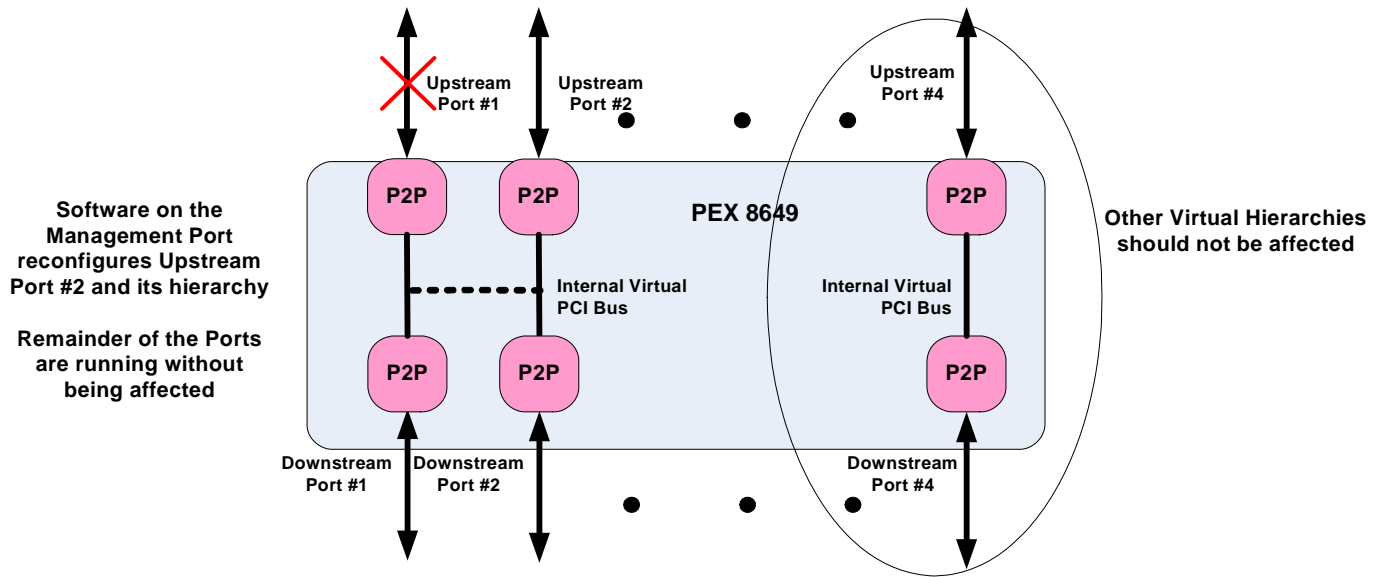 Upstream
Port #1
Upstream
Port #2
Upstream
Port #4
P2P
P2P
P2P
PEX 8649
Software on the
Management Port
reconfigures Upstream
Port #2 and its hierarchy
Remainder of the Ports
are running without
being affected
Other Virtual Hierarchies
should not be affected
Internal Virtual
PCI Bus
Internal Virtual
PCI Bus
P2P
P2P
P2P
Downstream
Port #1
Downstream
Port #2
Downstream
Port #4